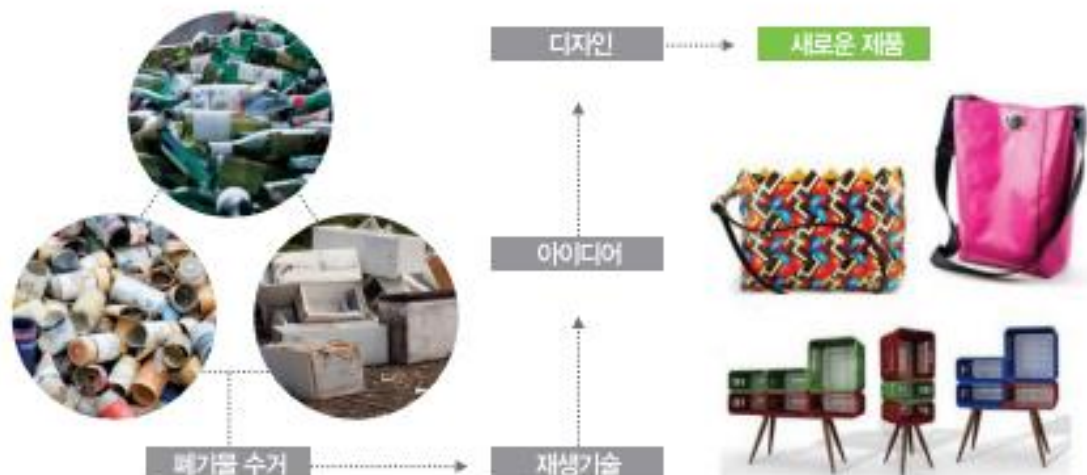 디자인
새로운 제품
아이디어
폐기물 수거
재생기술